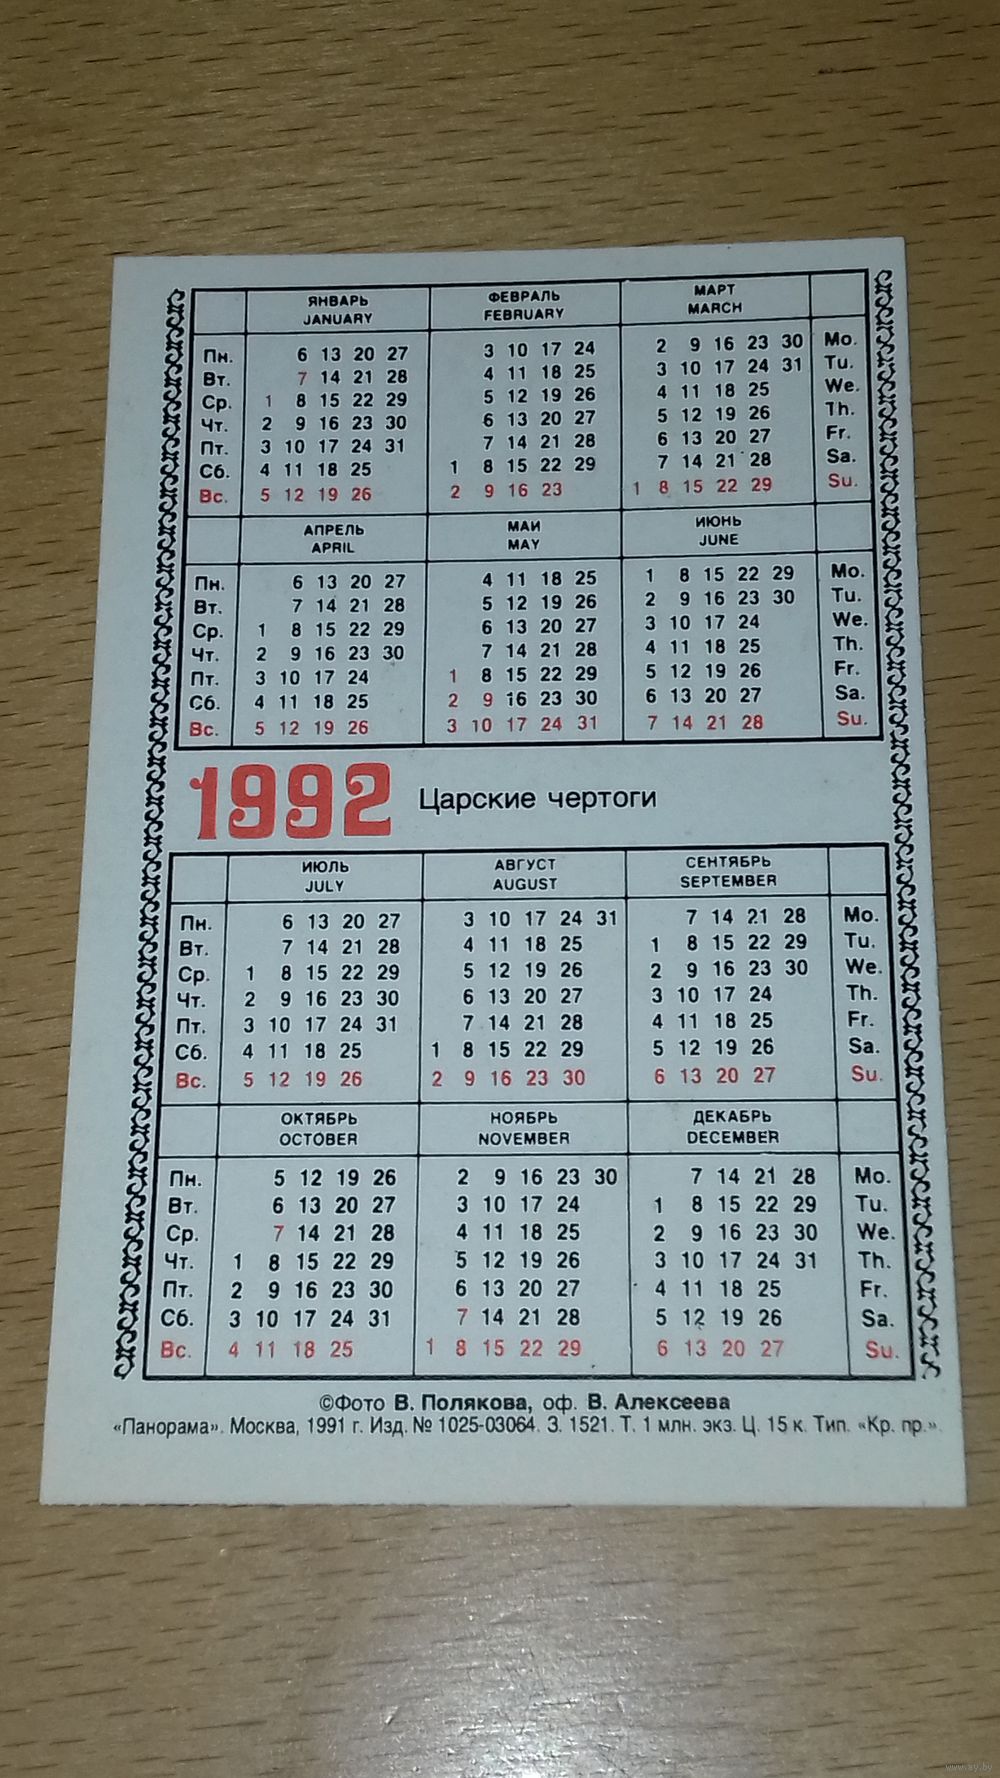 ЯНВАРЬ ФЕВРАЛЬ МАРТ
JANUARY FEBRUARY MARCH
Пн. 6 13 20 27 3 10 17 24 2 9 16 23 30 Mo.
Вт. 7 14 21 28 4 11 18 25 3 10 17 24 31 Tu.
Ср. 1 8 15 22 29 5 12 19 26 4 11 18 25 We.
Чт. 2 9 16 23 30 6 13 20 27 5 12 19 26 Th.
Пт. 3 10 17 24 31 7 14 21 28 6 13 20 27 Fr.
Сб. 4 11 18 25 1 8 15 22 29 7 14 21 28 Sa.
Вс. 5 12 19 26 2 9 16 23 1 8 15 22 29 Su.
АПРЕЛЬ МАЙ ИЮНЬ
APRIL MAY JUNE
Пн. 6 13 20 27 4 11 18 25 1 8 15 22 29 Mo.
Вт. 7 14 21 28 5 12 19 26 2 9 16 23 30 Tu.
Ср. 1 8 15 22 29 6 13 20 27 3 10 17 24 We.
Чт. 2 9 16 23 30 7 14 21 28 4 11 18 25 Th.
Пт. 3 10 17 24 1 8 15 22 29 5 12 19 26 Fr.
Сб. 4 11 18 25 2 9 16 23 30 6 13 20 27 Sa.
Вс. 5 12 19 26 3 10 17 24 31 7 14 21 28 Su.
1992 Царские чертоги
ИЮЛЬ АВГУСТ СЕНТЯБРЬ
JULY AUGUST SEPTEMBER
Пн. 6 13 20 27 3 10 17 24 31 7 14 21 28 Mo.
Вт. 7 14 21 28 4 11 18 25 1 8 15 22 29 Tu.
Ср. 1 8 15 22 29 5 12 19 26 2 9 16 23 30 We.
Чт. 2 9 16 23 30 6 13 20 27 3 10 17 24 Th.
Пт. 3 10 17 24 31 7 14 21 28 4 11 18 25 Fr.
Сб. 4 11 18 25 1 8 15 22 29 5 12 19 26 Sa.
Вс. 5 12 19 26 2 9 16 23 30 6 13 20 27 Su.
ОКТЯБРЬ НОЯБРЬ ДЕКАБРЬ
OCTOBER NOVEMBER DECEMBER
Пн. 5 12 19 26 2 9 16 23 30 7 14 21 28 Mo.
Вт. 6 13 20 27 3 10 17 24 1 8 15 22 29 Tu.
Ср. 7 14 21 28 4 11 18 25 2 9 16 23 30 We.
Чт. 1 8 15 22 29 5 12 19 26 3 10 17 24 31 Th.
Пт. 2 9 16 23 30 6 13 20 27 4 11 18 25 Fr.
Сб. 3 10 17 24 31 7 14 21 28 5 12 19 26 Sa.
Вс. 4 11 18 25 1 8 15 22 29 6 13 20 27 Su.
©Фото В. Полякова, оф. В. Алексеева
«Панорама». Москва, 1991 г. Изд. № 1025-03064. З. 1521. Т. 1 млн. экз. Ц. 15 к. Тип. «Кр. пр.».
www.ay.by